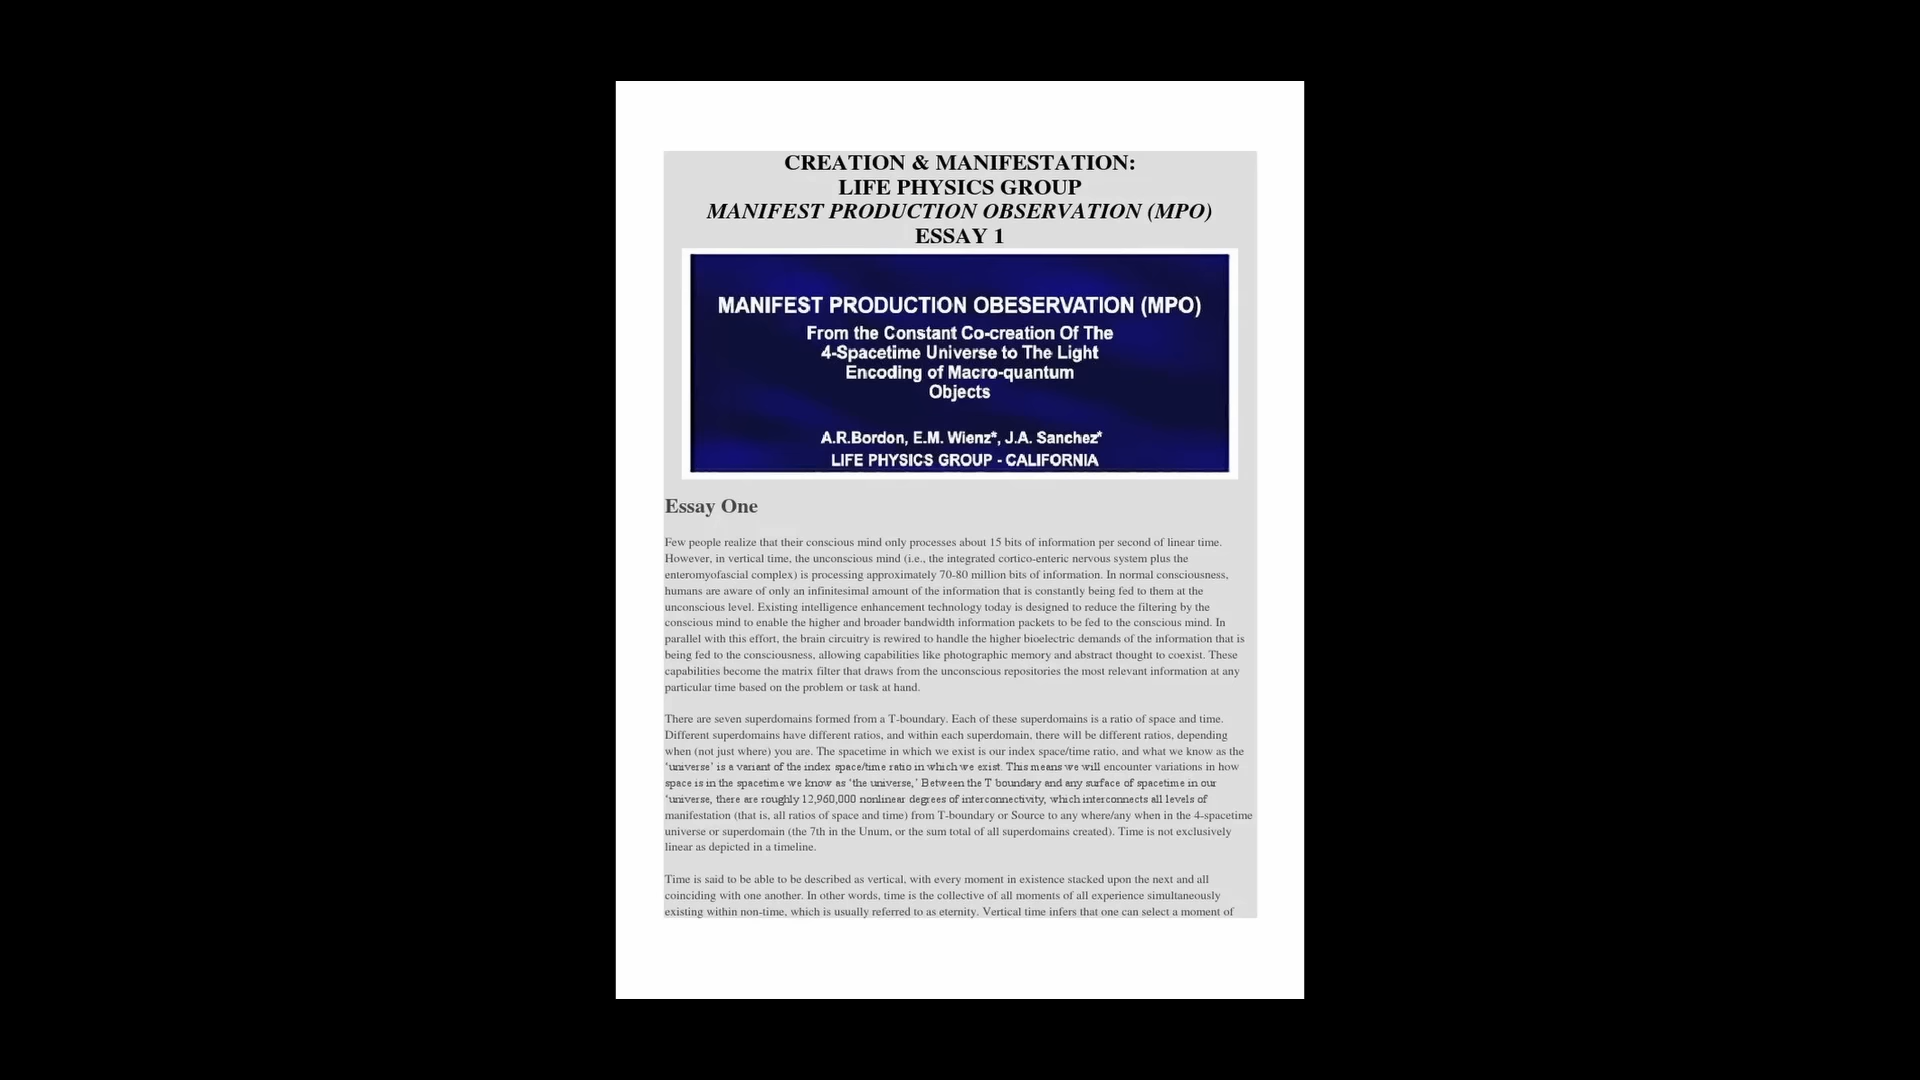 CREATION & MANIFESTATION:
LIFE PHYSICS GROUP
MANIFEST PRODUCTION OBSERVATION (MPO)
ESSAY 1
MANIFEST PRODUCTION OBESERVATION (MPO)
From the Constant Co-creation Of The
4-Spacetime Universe to The Light
Encoding of Macro-quantum
Objects
A.R.Bordon, E.M. Wienz*, J.A. Sanchez*
LIFE PHYSICS GROUP - CALIFORNIA
Essay One
Few people realize that their conscious mind only processes about 15 bits of information per second of linear time.
However, in vertical time, the unconscious mind (i.e., the integrated cortico-enteric nervous system plus the
enteromyofascial complex) is processing approximately 70-80 million bits of information. In normal consciousness,
humans are aware of only an infinitesimal amount of the information that is constantly being fed to them at the
unconscious level. Existing intelligence enhancement technology today is designed to reduce the filtering by the
conscious mind to enable the higher and broader bandwidth information packets to be fed to the conscious mind. In
parallel with this effort, the brain circuitry is rewired to handle the higher bioelectric demands of the information that is
being fed to the consciousness, allowing capabilities like photographic memory and abstract thought to coexist. These
capabilities become the matrix filter that draws from the unconscious repositories the most relevant information at any
particular time based on the problem or task at hand.
There are seven superdomains formed from a T-boundary. Each of these superdomains is a ratio of space and time.
Different superdomains have different ratios, and within each superdomain, there will be different ratios, depending
when (not just where) you are. The spacetime in which we exist is our index space/time ratio, and what we know as the
‘universe’ is a variant of the index space/time ratio in which we exist. This means we will encounter variations in how
space is in the spacetime we know as ‘the universe,’ Between the T boundary and any surface of spacetime in our
‘universe, there are roughly 12,960,000 nonlinear degrees of interconnectivity, which interconnects all levels of
manifestation (that is, all ratios of space and time) from T-boundary or Source to any where/any when in the 4-spacetime
universe or superdomain (the 7th in the Unum, or the sum total of all superdomains created). Time is not exclusively
linear as depicted in a timeline.
Time is said to be able to be described as vertical, with every moment in existence stacked upon the next and all
coinciding with one another. In other words, time is the collective of all moments of all experience simultaneously
existing within non-time, which is usually referred to as eternity. Vertical time infers that one can select a moment of